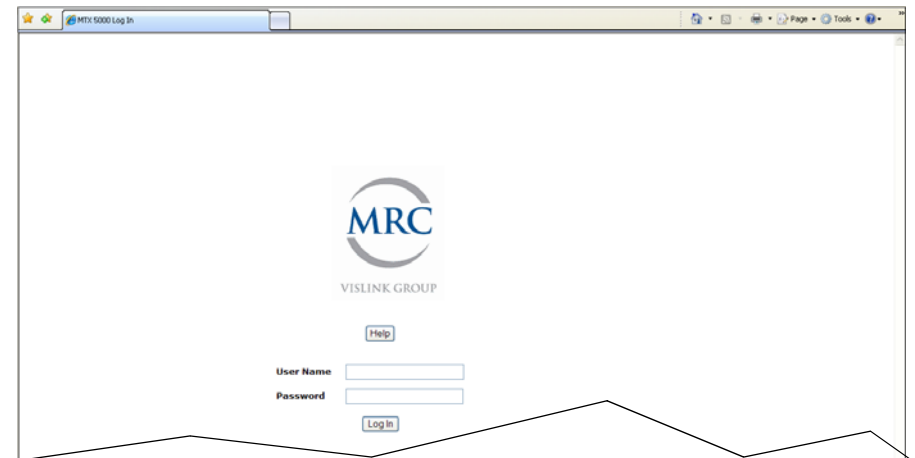 MTX 5000 Log In
Page Tools
MRC
VISLINK GROUP
Help
User Name
Password
Log In